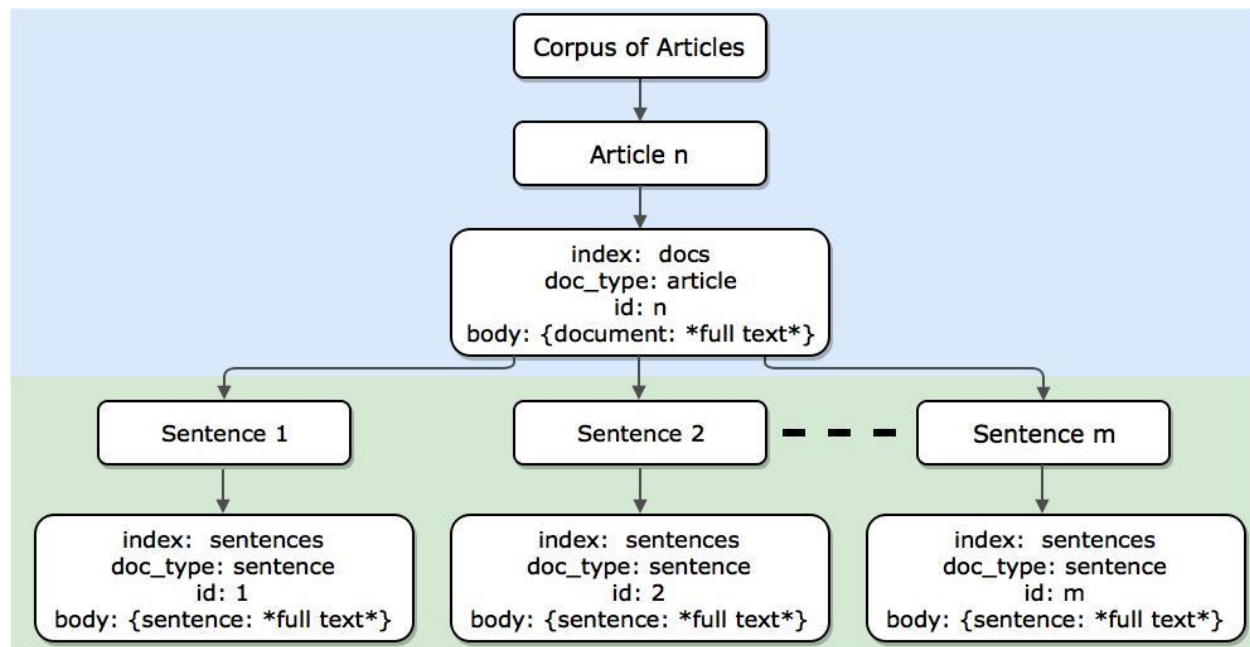 Corpus of Articles
Article n
index:  docs
doc_type: article
id: n
body: {document: *full text*}
Sentence 1
Sentence 2
Sentence m
index:  sentences
doc_type: sentence
id: 1
body: {sentence: *full text*}
index:  sentences
doc_type: sentence
id: 2
body: {sentence: *full text*}
index: sentences
doc_type: sentence
id: m
body: {sentence: *full text*}